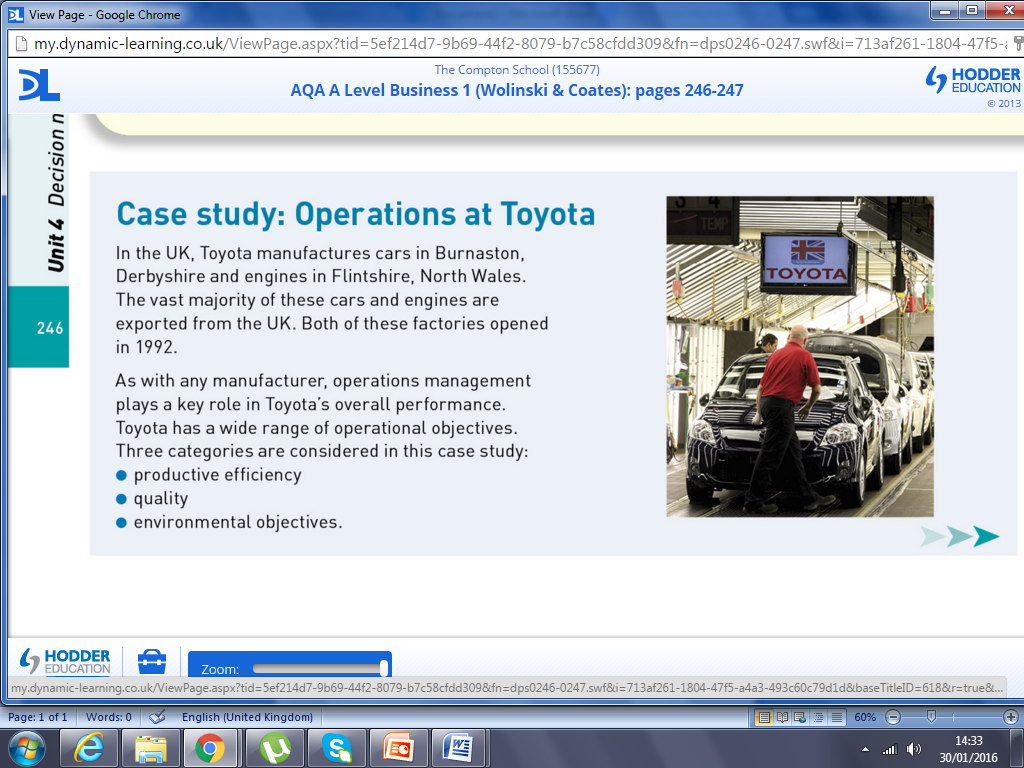 View Page - Google Chrome
my.dynamic-learning.co.uk/ViewPage.aspx?tid=5ef214d7-9b69-44f2-8079-b7c58cfdd309&fn=dps0246-0247.swf&i=713af261-1804-47f5-
DL
The Compton School (155677)
AQA A Level Business 1 (Wolinski & Coates): pages 246-247
HODDER
EDUCATION
© 2013
Unit 4 Decision
246
Case study: Operations at Toyota
In the UK, Toyota manufactures cars in Burnaston,
Derbyshire and engines in Flintshire, North Wales.
The vast majority of these cars and engines are
exported from the UK. Both of these factories opened
in 1992.
As with any manufacturer, operations management
plays a key role in Toyota's overall performance.
Toyota has a wide range of operational objectives.
Three categories are considered in this case study:
• productive efficiency
• quality
• environmental objectives.
TEMP
TOYOTA
HODDER
EDUCATION
Zoom:
my.dynamic-learning.co.uk/ViewPage.aspx?tid=5ef214d7-9b69-44f2-8079-b7c58cfdd309&fn=dps0246-0247.swf&i=713af261-1804-47f5-a4a3-493c60c79d1d&baseTitleID=618&r=true&...
Page: 1 of 1 Words: 0 English (United Kingdom) 60%
14:33
30/01/2016